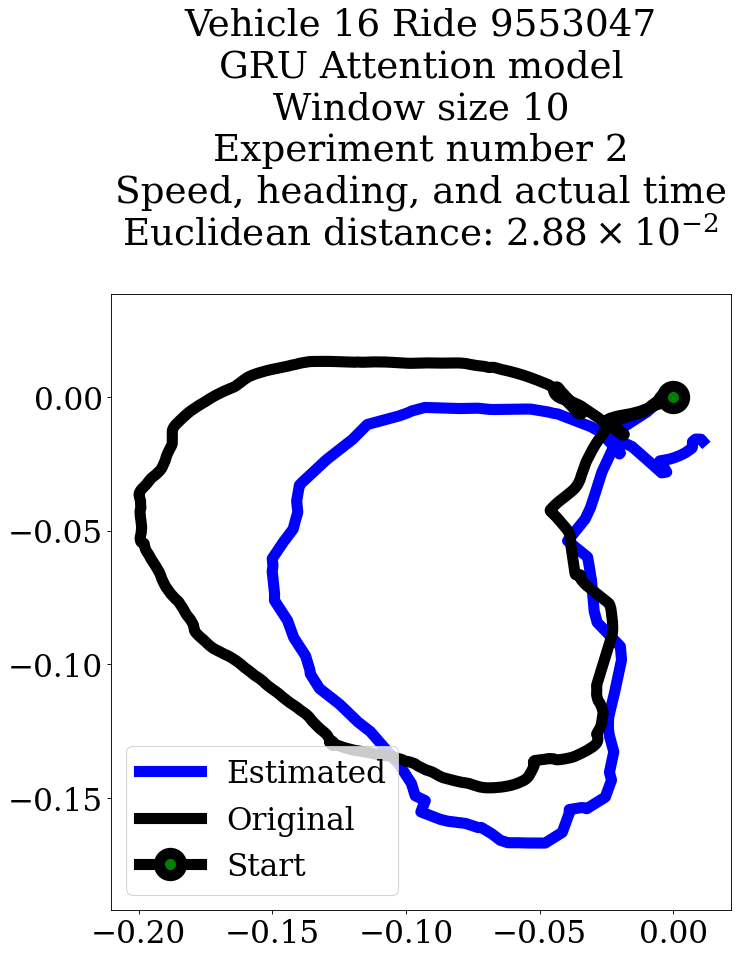 Vehicle 16 Ride 9553047
GRU Attention model
Window size 10
Experiment number 2
Speed, heading, and actual time
Euclidean distance: 2.88 × 10⁻²
0.00
−0.05
−0.10
−0.15
Estimated
Original
Start
−0.20
−0.15
−0.10
−0.05
0.00